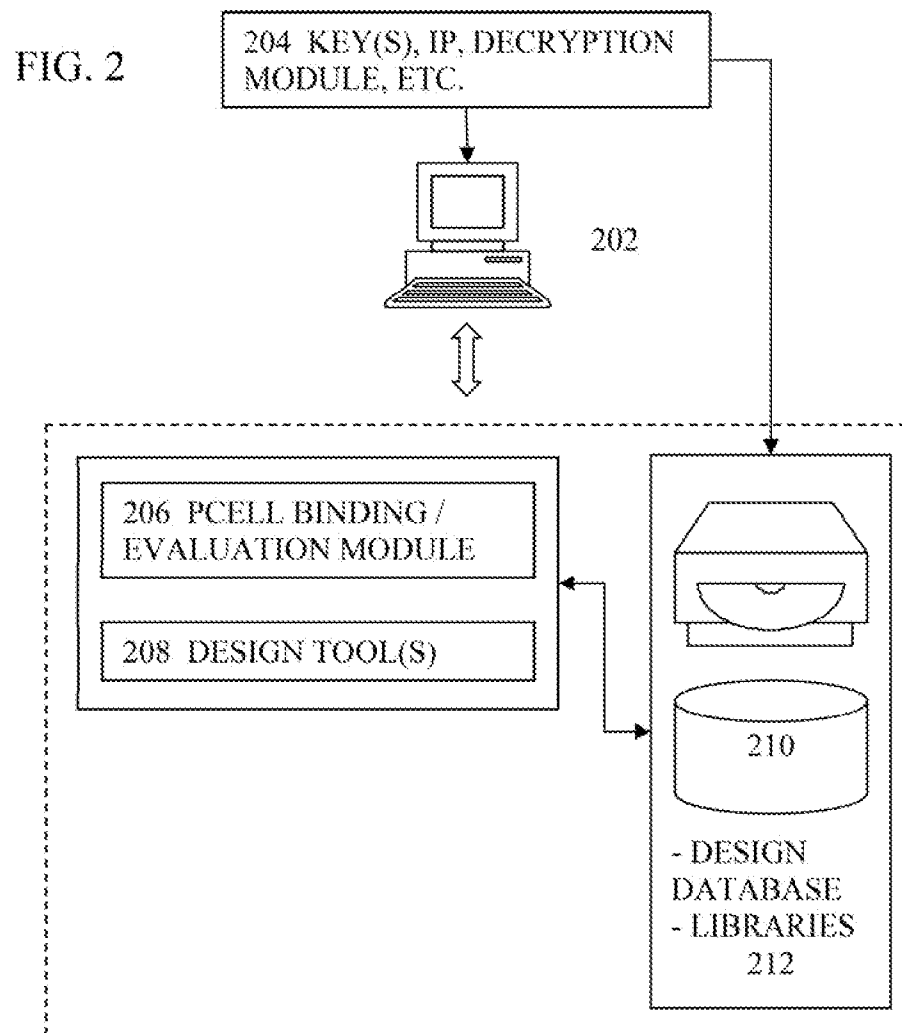 FIG. 2
204 KEY(S), IP, DECRYPTION
MODULE, ETC.
202
206 PCELL BINDING /
EVALUATION MODULE
208 DESIGN TOOL(S)
210
- DESIGN
DATABASE
- LIBRARIES
212